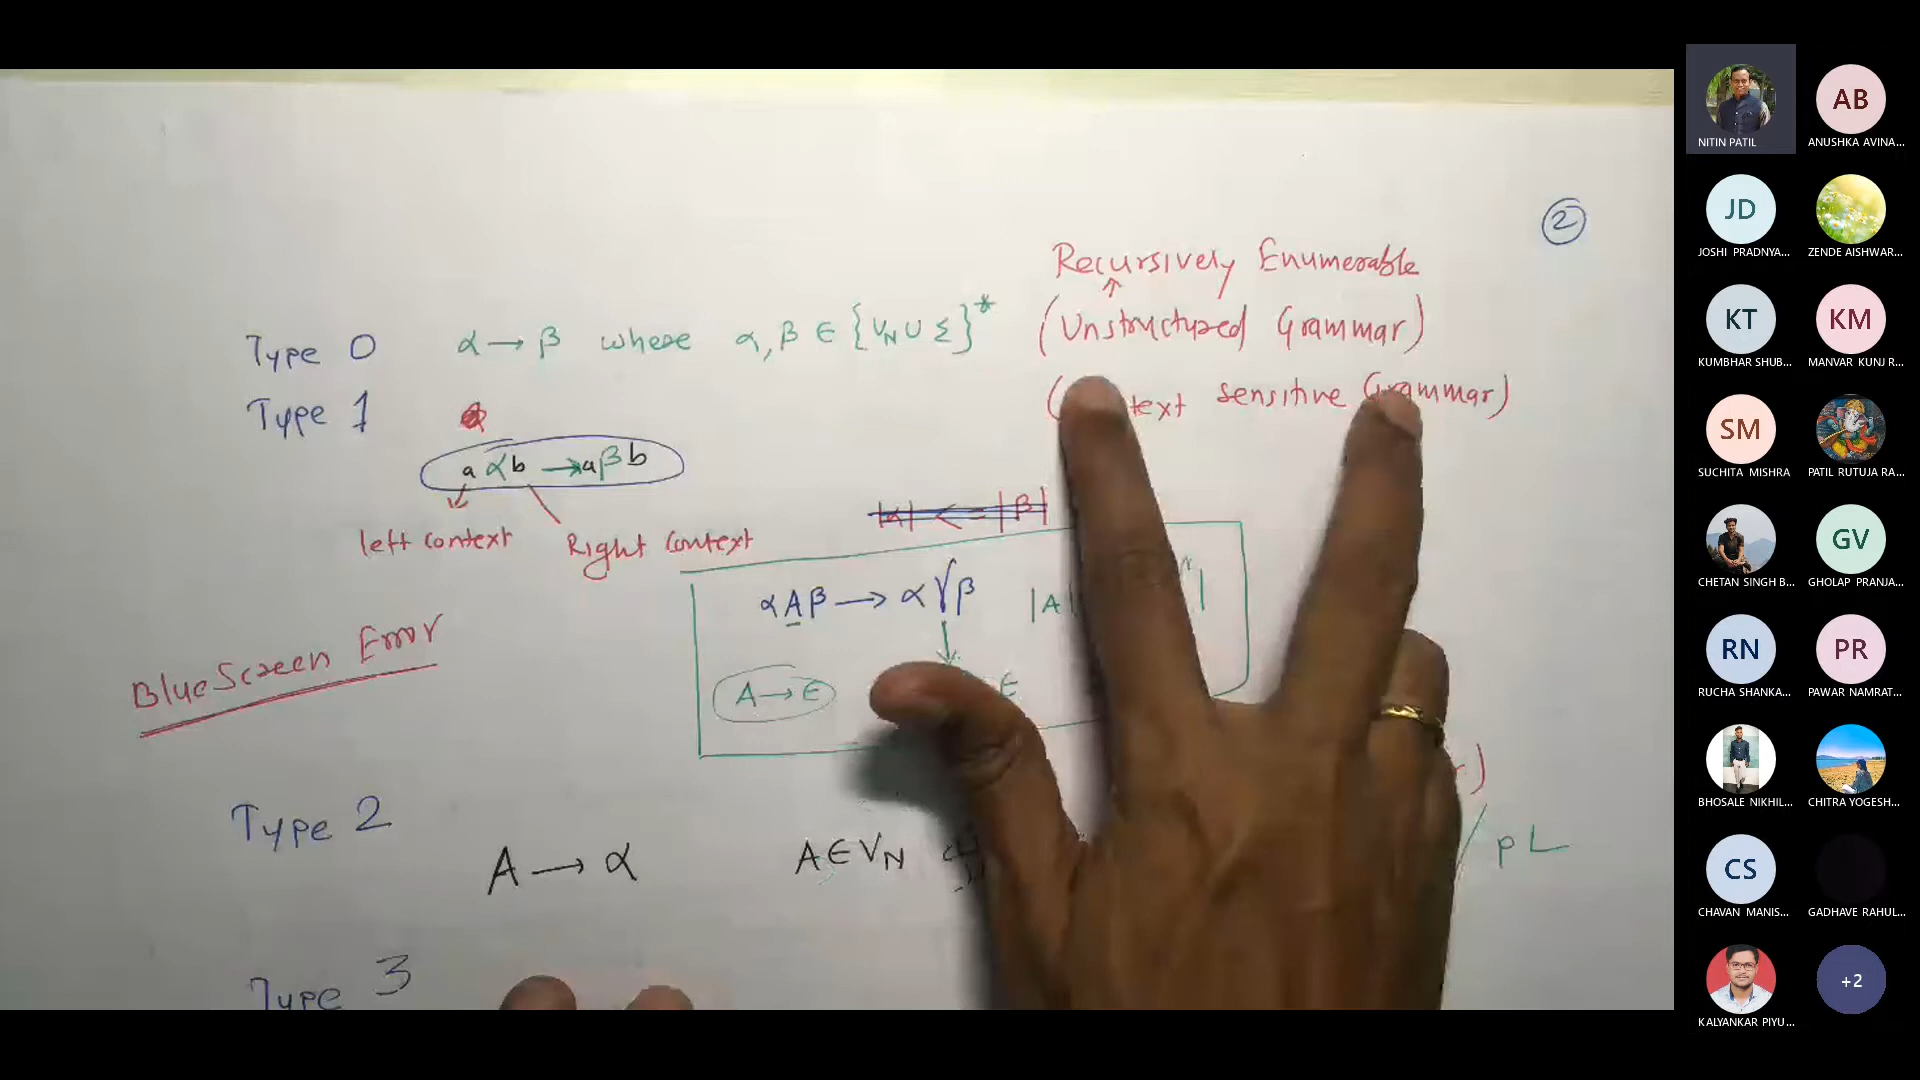 ②
Recursively Enumerable
↑
Type 0 α → β where α, β ∈ {V_N ∪ Σ}* (Unstructured Grammar)
Type 1 text sensitive Grammar)
a α b → a β b
left context Right Context
|α| <= |β|
αAβ → αγβ |A|
A → ∈ ∈
BlueScreen Error
Type 2
A → α A ∈ V_N / PL
Type 3
NITIN PATIL
AB
ANUSHKA AVINA...
JD
JOSHI PRADNYA...
ZENDE AISHWAR...
KT
KUMBHAR SHUB...
KM
MANVAR KUNJ R...
SM
SUCHITA MISHRA
PATIL RUTUJA RA...
CHETAN SINGH B...
GV
GHOLAP PRANJA...
RN
RUCHA SHANKA...
PR
PAWAR NAMRAT...
BHOSALE NIKHIL...
CHITRA YOGESH...
CS
CHAVAN MANIS...
GADHAVE RAHUL...
KALYANKAR PIYU...
+2